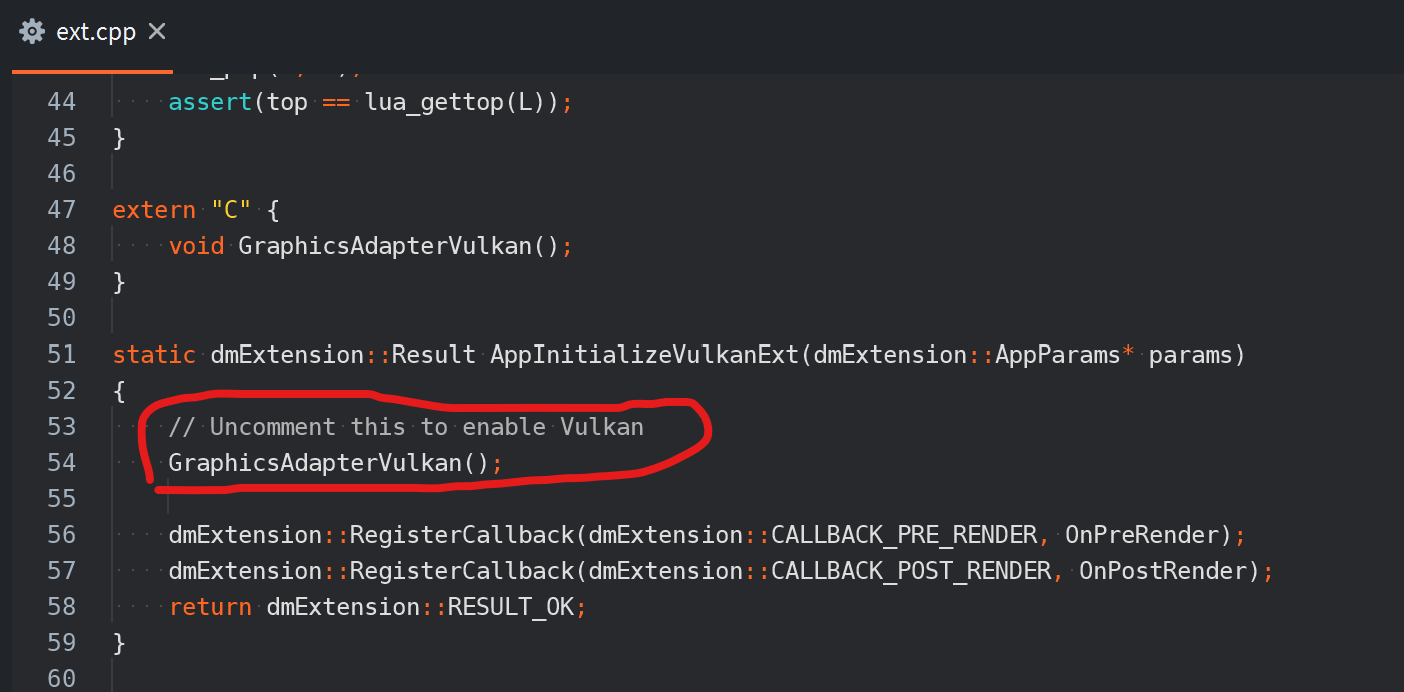 ext.cpp
44 assert(top == lua_gettop(L));
45 }
46
47 extern "C" {
48 void GraphicsAdapterVulkan();
49 }
50
51 static dmExtension::Result AppInitializeVulkanExt(dmExtension::AppParams* params)
52 {
53 // Uncomment this to enable Vulkan
54 GraphicsAdapterVulkan();
55
56 dmExtension::RegisterCallback(dmExtension::CALLBACK_PRE_RENDER, OnPreRender);
57 dmExtension::RegisterCallback(dmExtension::CALLBACK_POST_RENDER, OnPostRender);
58 return dmExtension::RESULT_OK;
59 }
60